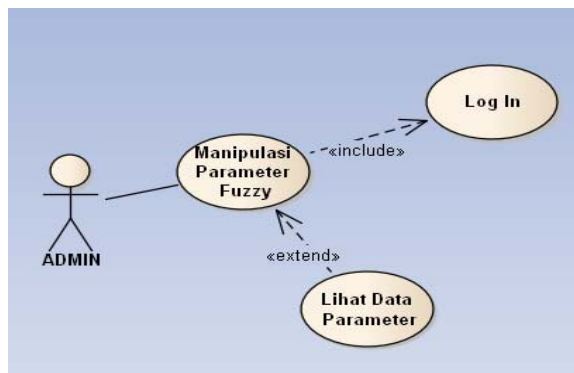 Log In
«include»
Manipulasi
Parameter
Fuzzy
ADMIN
«extend»
Lihat Data
Parameter